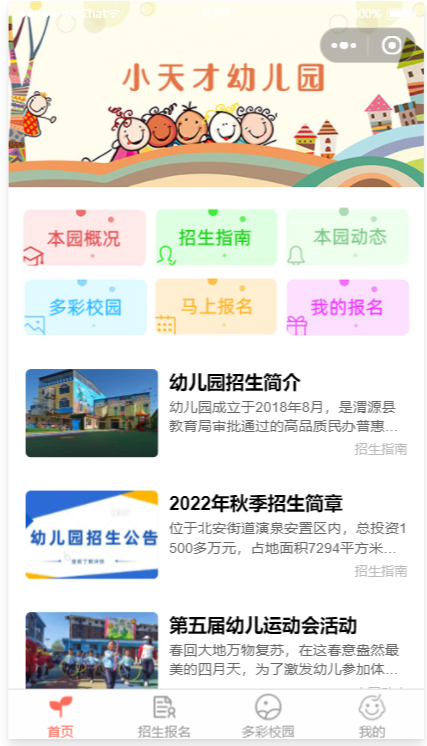 100%
小天才幼儿园
本园概况
招生指南
本园动态
多彩校园
马上报名
我的报名
幼儿园招生简介
幼儿园成立于2018年8月，是渭源县
教育局审批通过的高品质民办普惠...
招生指南
2022年秋季招生简章
位于北安街道演泉安置区内，总投资1
500多万元，占地面积7294平方米...
招生指南
幼儿园招生公告
第五届幼儿运动会活动
春回大地万物复苏，在这春意盎然最
美的四月天，为了激发幼儿参加体...
首页
招生报名
多彩校园
我的